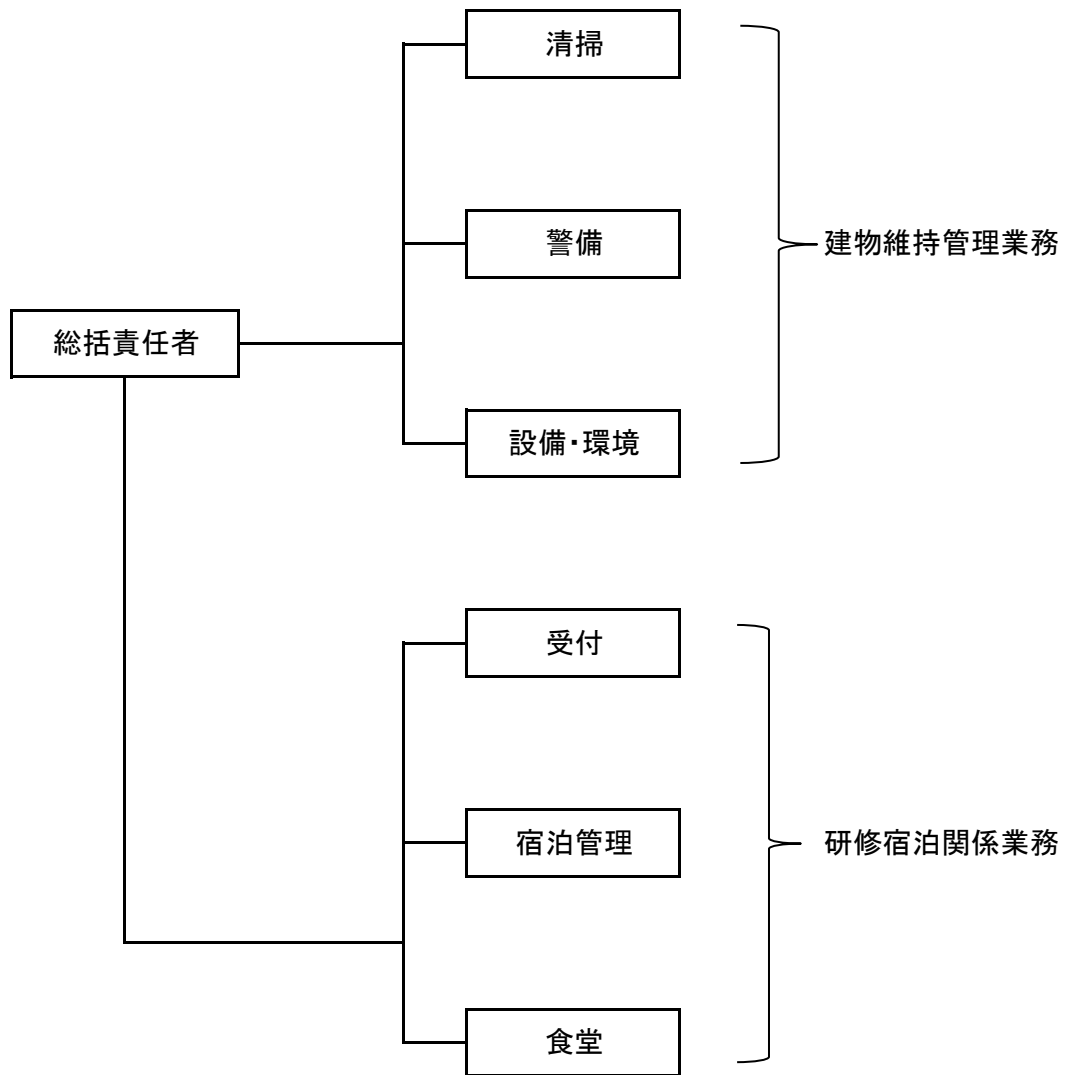 清掃
警備
建物維持管理業務
総括責任者
設備・環境
受付
宿泊管理
研修宿泊関係業務
食堂